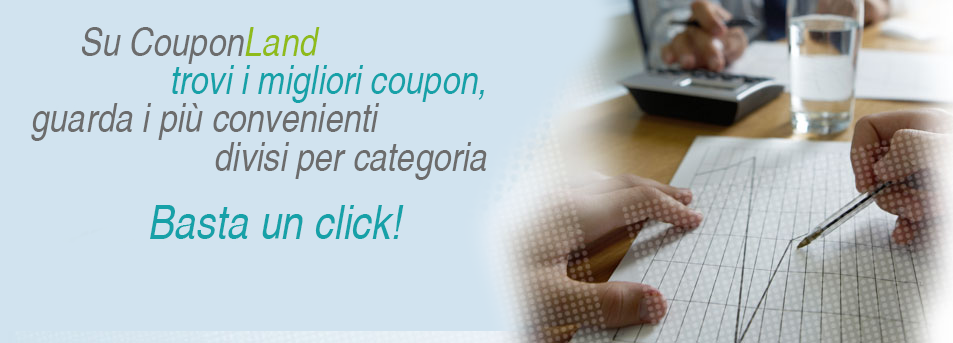 Su CouponLand
trovi i migliori coupon,
guarda i più convenienti
divisi per categoria
Basta un click!